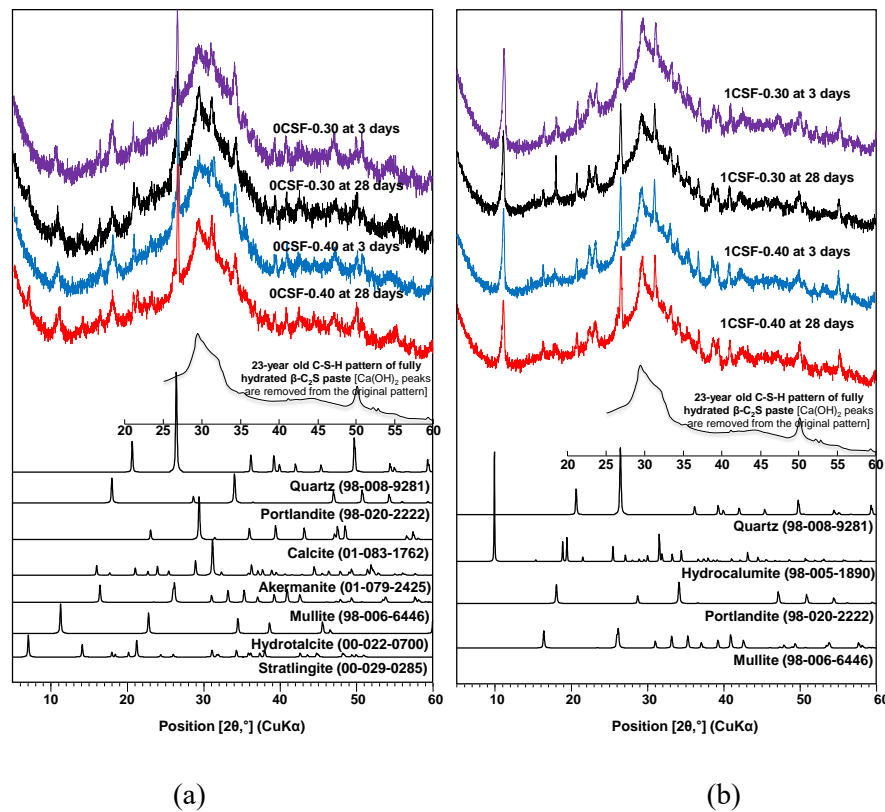 0CSF-0.30 at 3 days
0CSF-0.30 at 28 days
0CSF-0.40 at 3 days
0CSF-0.40 at 28 days
23-year old C-S-H pattern of fully
hydrated β-C₂S paste [Ca(OH)₂ peaks
are removed from the original pattern]
20 25 30 35 40 45 50 55 60
Quartz (98-008-9281)
Portlandite (98-020-2222)
Calcite (01-083-1762)
Akermanite (01-079-2425)
Mullite (98-006-6446)
Hydrotalcite (00-022-0700)
Stratlingite (00-029-0285)
10 20 30 40 50 60
Position [2θ,°] (CuKα)
(a)
1CSF-0.30 at 3 days
1CSF-0.30 at 28 days
1CSF-0.40 at 3 days
1CSF-0.40 at 28 days
23-year old C-S-H pattern of fully
hydrated β-C₂S paste [Ca(OH)₂ peaks
are removed from the original pattern]
20 25 30 35 40 45 50 55 60
Quartz (98-008-9281)
Hydrocalumite (98-005-1890)
Portlandite (98-020-2222)
Mullite (98-006-6446)
10 20 30 40 50 60
Position [2θ,°] (CuKα)
(b)